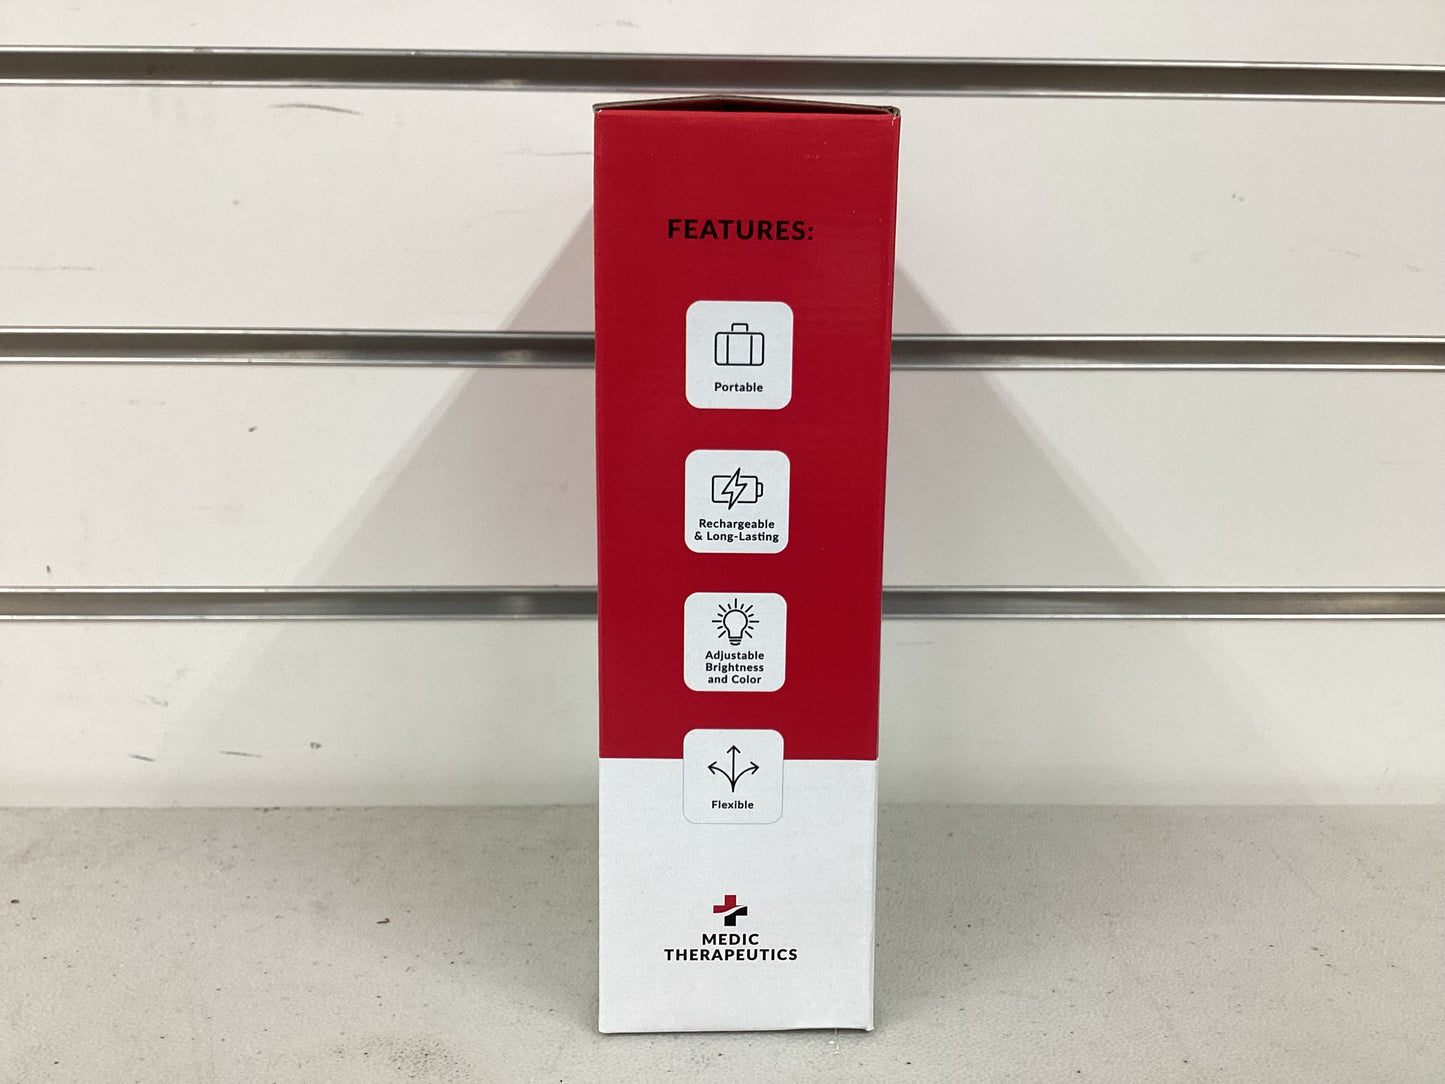 FEATURES:
Portable
Rechargeable
& Long-Lasting
Adjustable
Brightness
and Color
Flexible
MEDIC
THERAPEUTICS